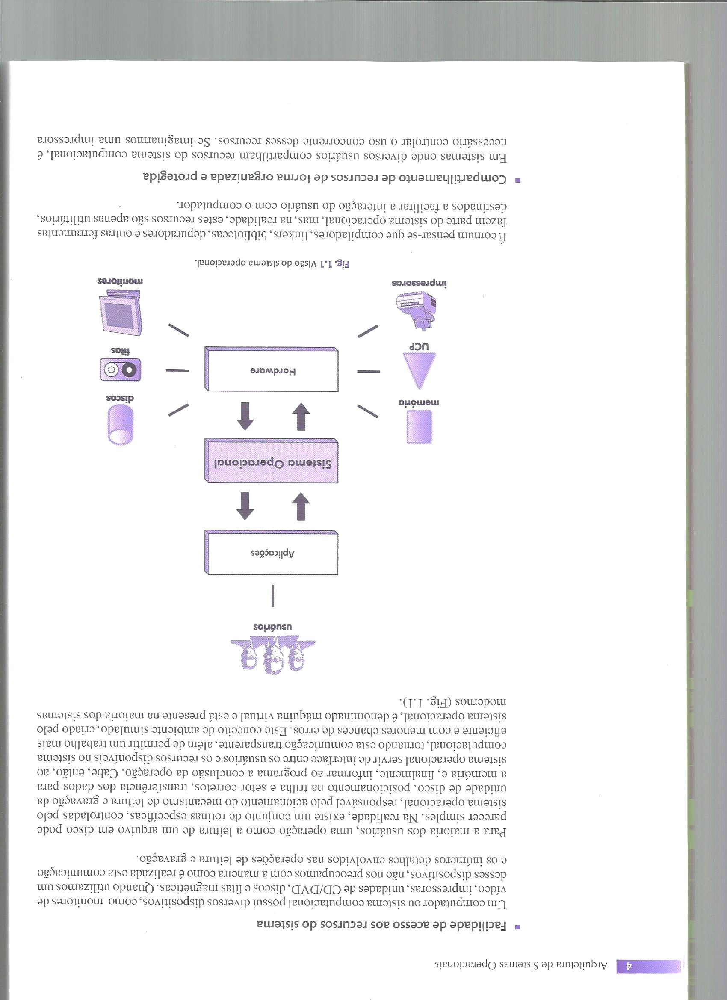 4 Arquitetura de Sistemas Operacionais
■ Facilidade de acesso aos recursos do sistema
Um computador ou sistema computacional possui diversos dispositivos, como monitores de
vídeo, impressoras, unidades de CD/DVD, discos e fitas magnéticas. Quando utilizamos um
desses dispositivos, não nos preocupamos com a maneira como é realizada esta comunicação
e os inúmeros detalhes envolvidos nas operações de leitura e gravação.
Para a maioria dos usuários, uma operação como a leitura de um arquivo em disco pode
parecer simples. Na realidade, existe um conjunto de rotinas específicas, controladas pelo
sistema operacional, responsável pelo acionamento do mecanismo de leitura e gravação da
unidade de disco, posicionamento na trilha e setor corretos, transferência dos dados para
a memória e, finalmente, informar ao programa a conclusão da operação. Cabe, então, ao
sistema operacional servir de interface entre os usuários e os recursos disponíveis no sistema
computacional, tornando esta comunicação transparente, além de permitir um trabalho mais
eficiente e com menores chances de erros. Este conceito de ambiente simulado, criado pelo
sistema operacional, é denominado máquina virtual e está presente na maioria dos sistemas
modernos (Fig. 1.1).
usuários
Aplicações
Sistema Operacional
memória
discos
Hardware
UCP
fitas
impressoras
monitores
Fig. 1.1 Visão do sistema operacional.
É comum pensar-se que compiladores, linkers, bibliotecas, depuradores e outras ferramentas
fazem parte do sistema operacional, mas, na realidade, estes recursos são apenas utilitários,
destinados a facilitar a interação do usuário com o computador.
■ Compartilhamento de recursos de forma organizada e protegida
Em sistemas onde diversos usuários compartilham recursos do sistema computacional, é
necessário controlar o uso concorrente desses recursos. Se imaginarmos uma impressora